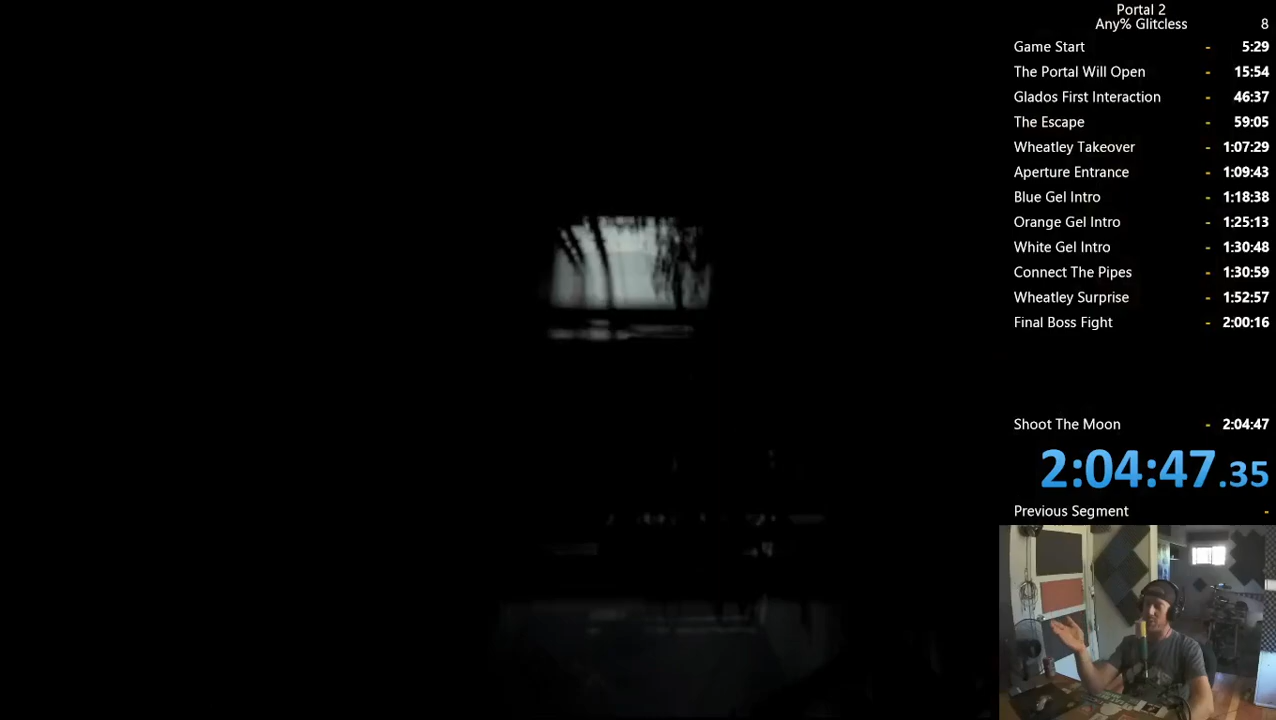 Portal 2
Any% Glitcless 8
Game Start - 5:29
The Portal Will Open - 15:54
Glados First Interaction - 46:37
The Escape - 59:05
Wheatley Takeover - 1:07:29
Aperture Entrance - 1:09:43
Blue Gel Intro - 1:18:38
Orange Gel Intro - 1:25:13
White Gel Intro - 1:30:48
Connect The Pipes - 1:30:59
Wheatley Surprise - 1:52:57
Final Boss Fight - 2:00:16
Shoot The Moon - 2:04:47
2:04:47.35
Previous Segment -